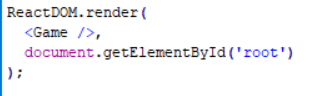 ReactDOM.render(
  <Game />,
  document.getElementById('root')
);